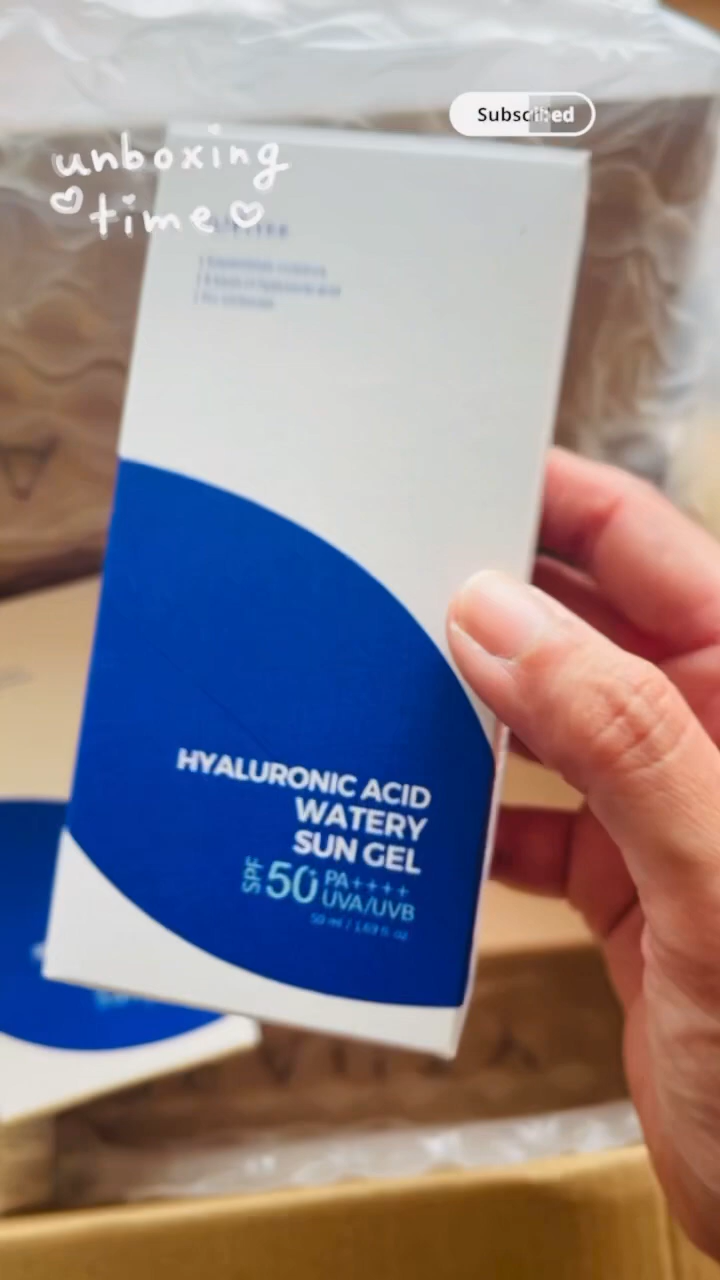 unboxing
♡ time ♡
Subscribed
HYALURONIC ACID
WATERY
SUN GEL
SPF 50+ PA++++
UVA/UVB
50 ml / 1.69 fl. oz